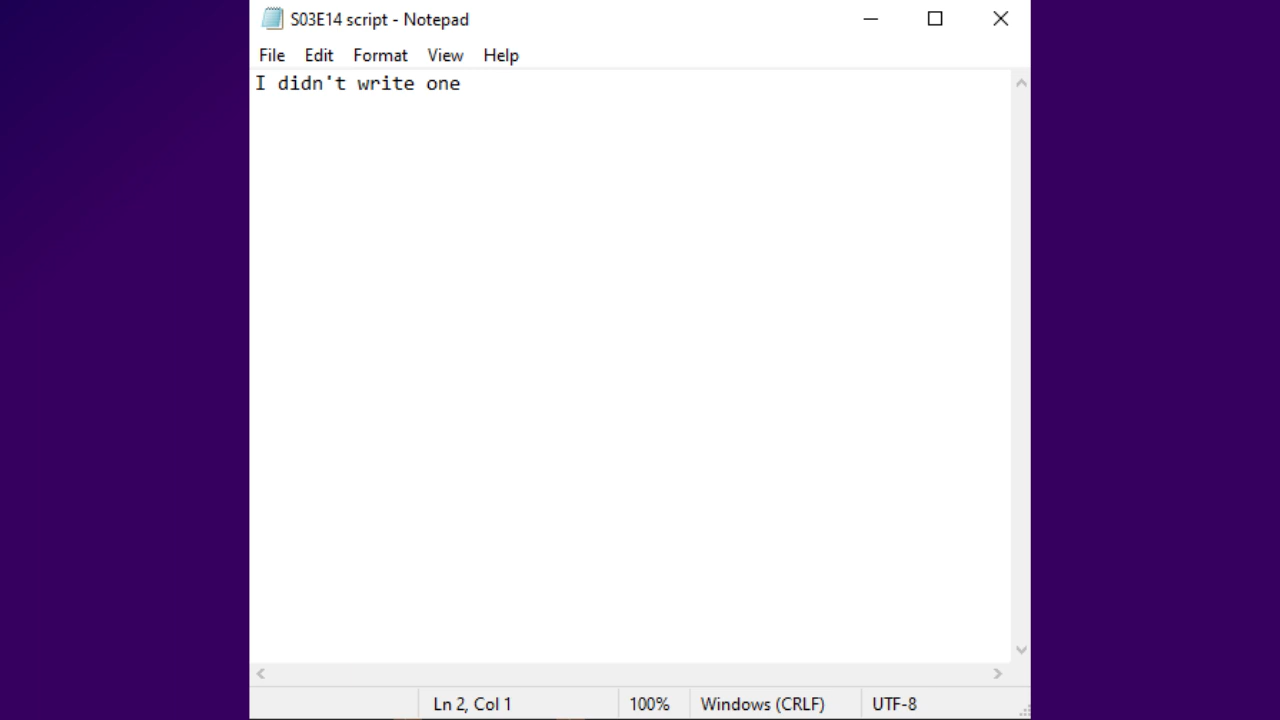 S03E14 script - Notepad
File Edit Format View Help
I didn't write one
Ln 2, Col 1 100% Windows (CRLF) UTF-8